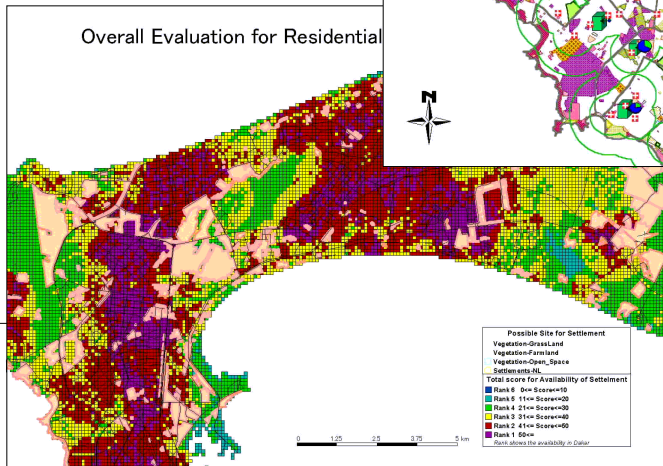 Overall Evaluation for Residential
N
Possible Site for Settlement
Vegetation-GrassLand
Vegetation-Farmland
Vegetation-Open_Space
Settlements-NL
Total score for Availability of Setlelment
Rank 6 0<= Score<=10
Rank 5 11<= Score<=20
Rank 4 21<= Score<=30
Rank 3 31<= Score<=40
Rank 2 41<= Score<=50
Rank 1 50<=
Rank shows the availability in Dakar
0 1.25 2.5 3.75 5 km